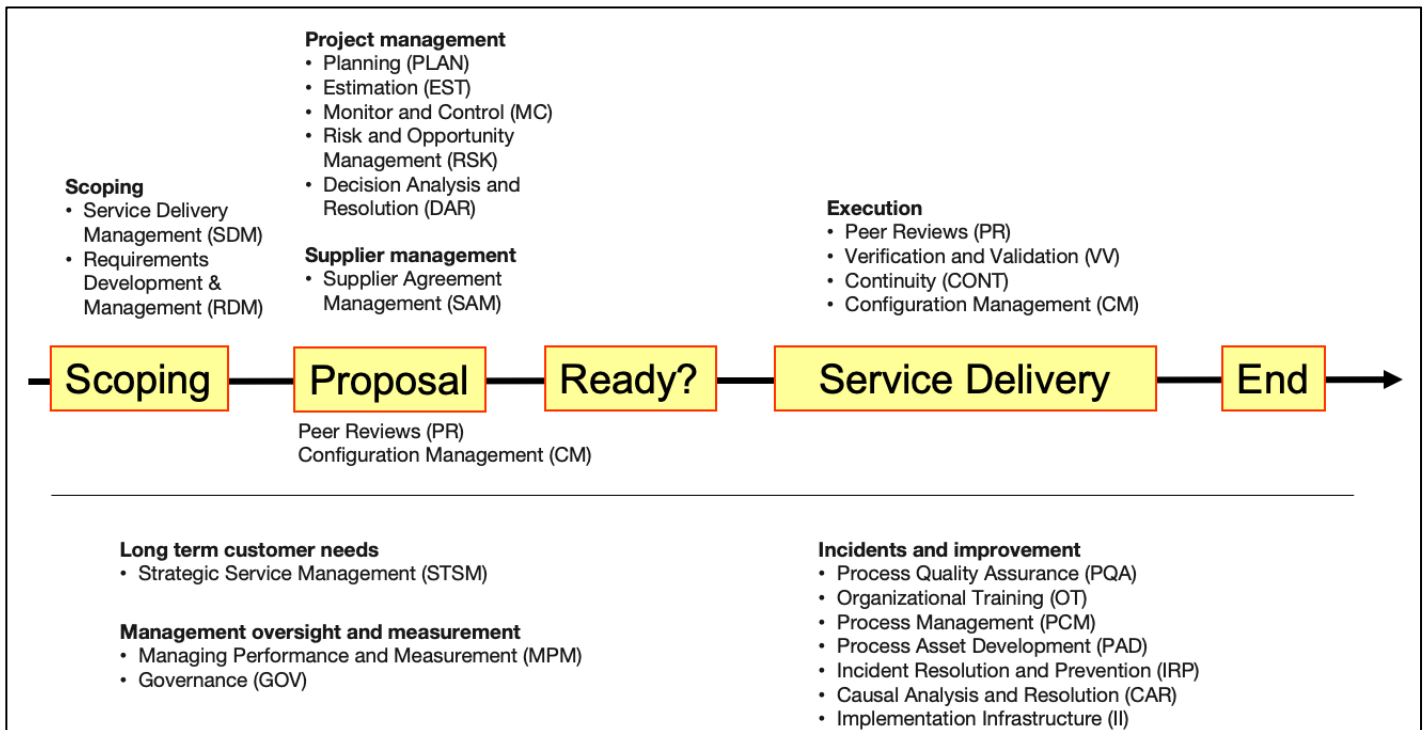 Project management
• Planning (PLAN)
• Estimation (EST)
• Monitor and Control (MC)
• Risk and Opportunity
Management (RSK)
• Decision Analysis and
Resolution (DAR)
Scoping
• Service Delivery
Management (SDM)
• Requirements
Development &
Management (RDM)
Supplier management
• Supplier Agreement
Management (SAM)
Execution
• Peer Reviews (PR)
• Verification and Validation (VV)
• Continuity (CONT)
• Configuration Management (CM)
Scoping
Proposal
Ready?
Service Delivery
End
Peer Reviews (PR)
Configuration Management (CM)
Long term customer needs
• Strategic Service Management (STSM)
Management oversight and measurement
• Managing Performance and Measurement (MPM)
• Governance (GOV)
Incidents and improvement
• Process Quality Assurance (PQA)
• Organizational Training (OT)
• Process Management (PCM)
• Process Asset Development (PAD)
• Incident Resolution and Prevention (IRP)
• Causal Analysis and Resolution (CAR)
• Implementation Infrastructure (II)